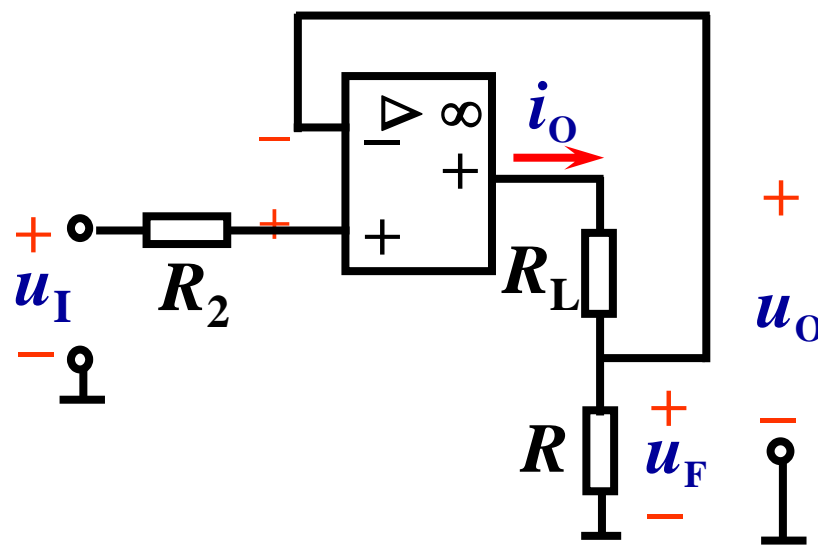 ▷ ∞
i_O
−
−
+
+
+
+
+
u_I
−
R_2
R_L
u_O
+
−
R
u_F
−